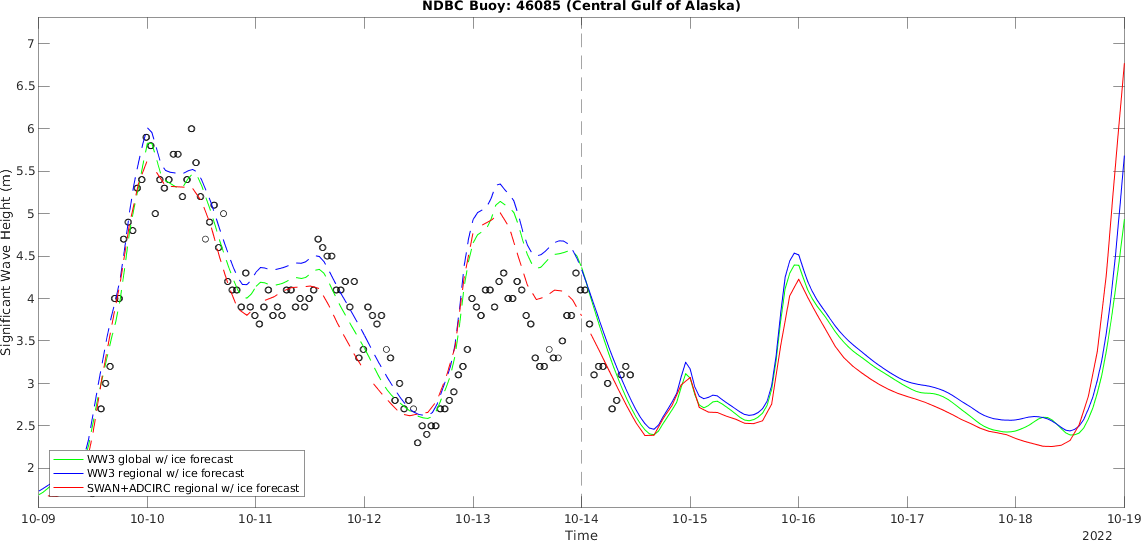 NDBC Buoy: 46085 (Central Gulf of Alaska)
7
6.5
6
5.5
5
4.5
4
3.5
3
2.5
2
Significant Wave Height (m)
WW3 global w/ ice forecast
WW3 regional w/ ice forecast
SWAN+ADCIRC regional w/ ice forecast
10-09 10-10 10-11 10-12 10-13 10-14 10-15 10-16 10-17 10-18 10-19
Time
2022